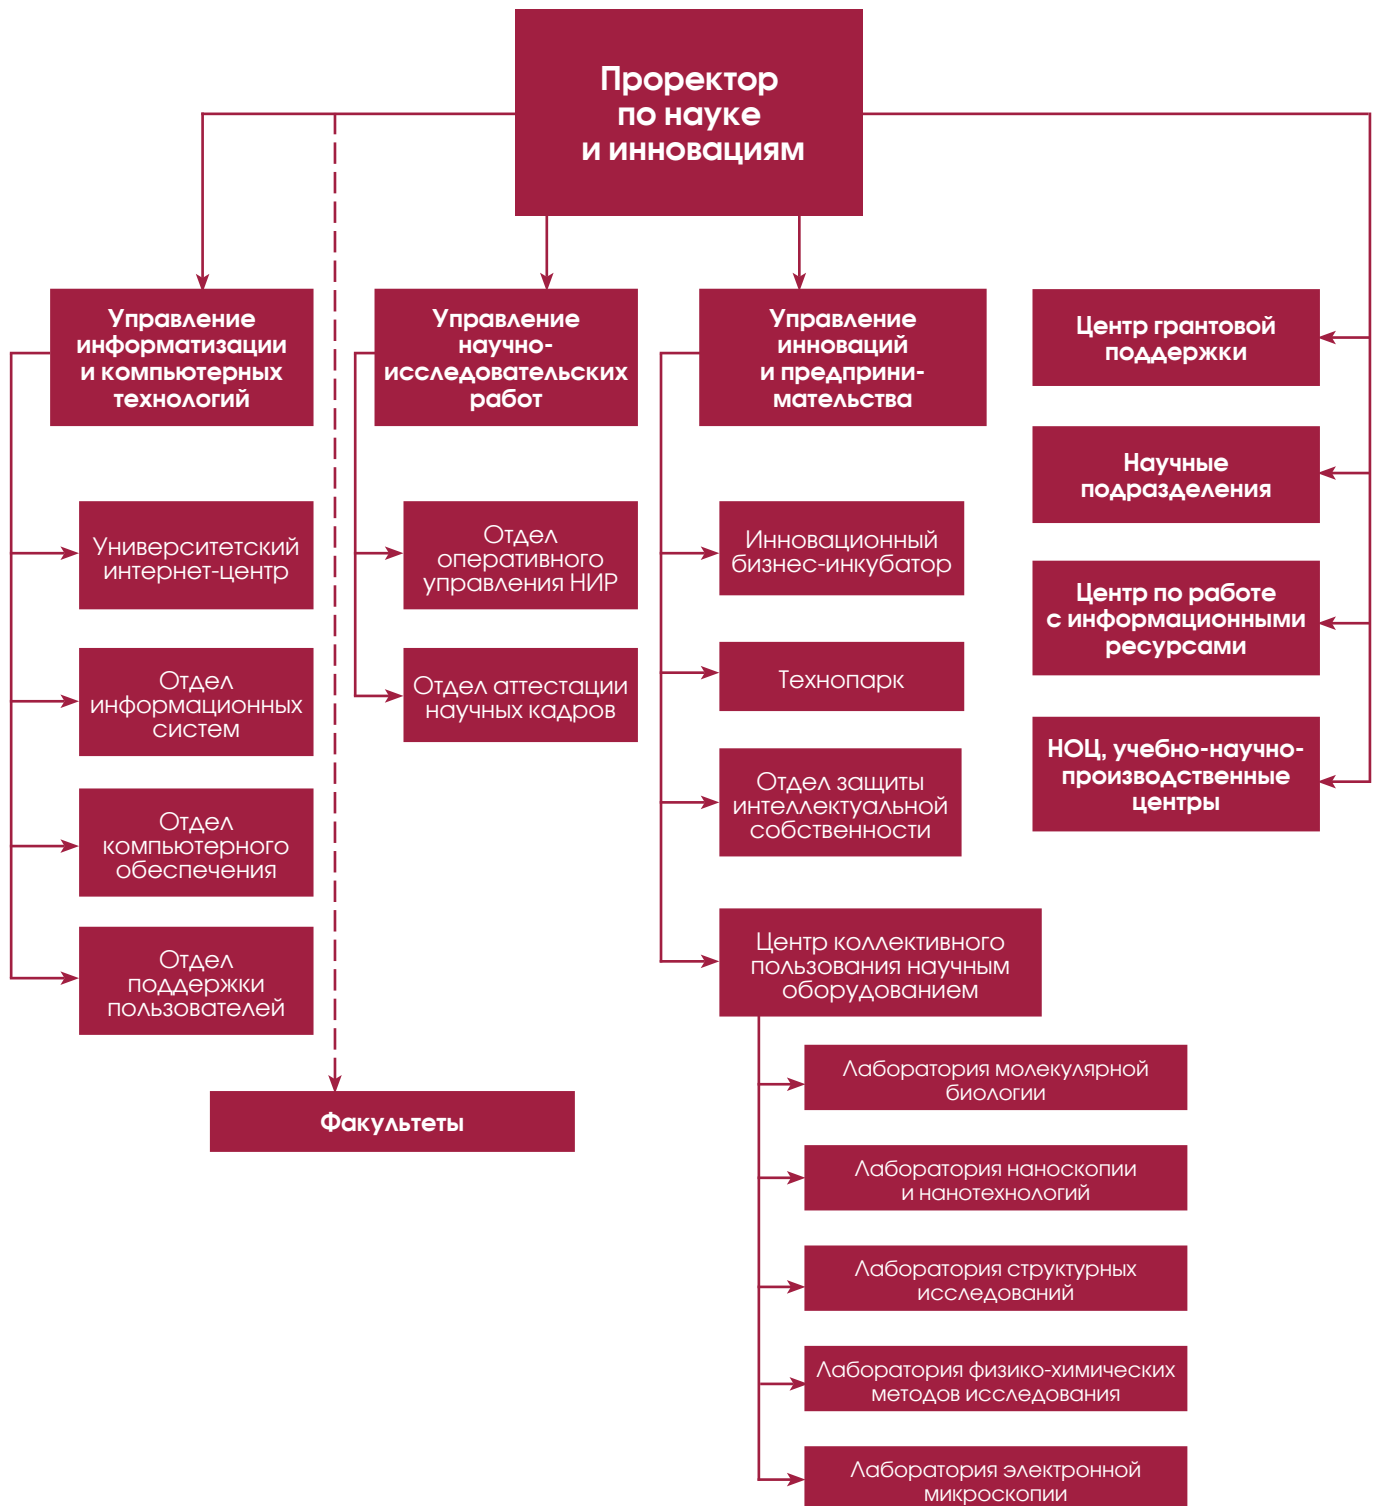 Проректор
по науке
и инновациям
Управление
информатизации
и компьютерных
технологий
Университетский
интернет-центр
Отдел
информационных
систем
Отдел
компьютерного
обеспечения
Отдел
поддержки
пользователей
Факультеты
Управление
научно-
исследовательских
работ
Отдел
оперативного
управления НИР
Отдел аттестации
научных кадров
Управление
инноваций
и предприни-
мательства
Инновационный
бизнес-инкубатор
Технопарк
Отдел защиты
интеллектуальной
собственности
Центр коллективного
пользования научным
оборудованием
Лаборатория молекулярной
биологии
Лаборатория наноскопии
и нанотехнологий
Лаборатория структурных
исследований
Лаборатория физико-химических
методов исследования
Лаборатория электронной
микроскопии
Центр грантовой
поддержки
Научные
подразделения
Центр по работе
с информационными
ресурсами
НОЦ, учебно-научно-
производственные
центры